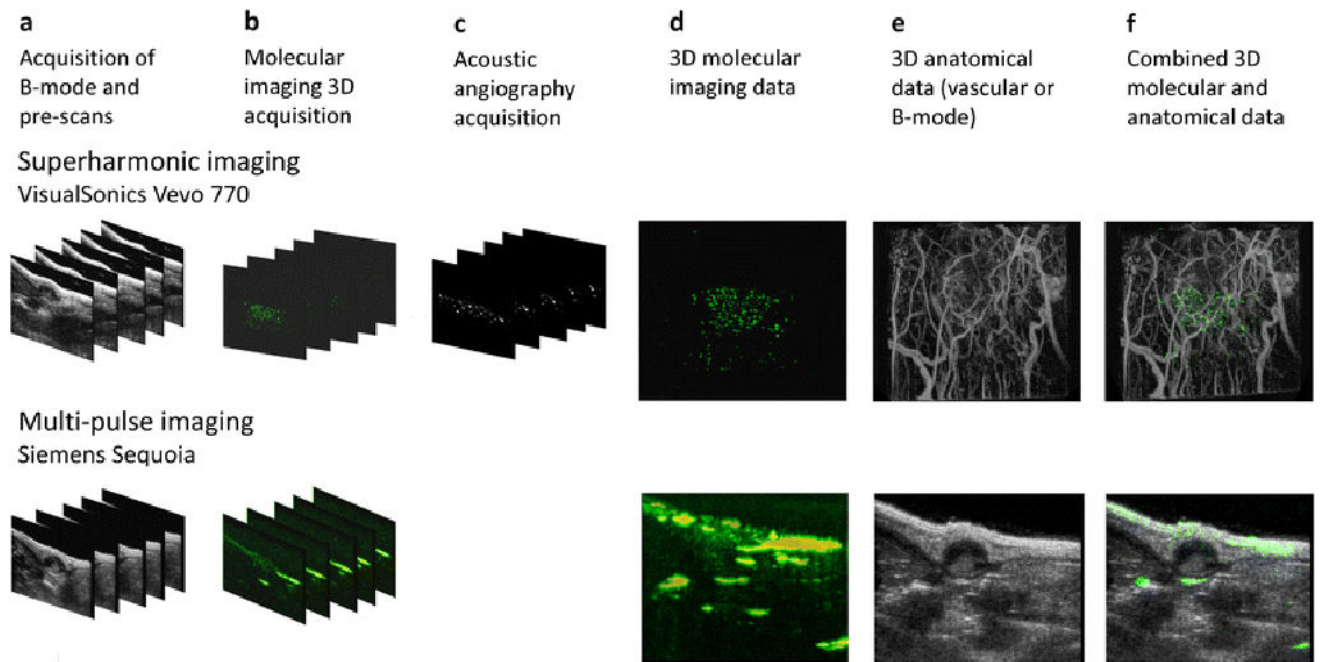 a
Acquisition of
B-mode and
pre-scans
b
Molecular
imaging 3D
acquisition
c
Acoustic
angiography
acquisition
d
3D molecular
imaging data
e
3D anatomical
data (vascular or
B-mode)
f
Combined 3D
molecular and
anatomical data
Superharmonic imaging
VisualSonics Vevo 770
Multi-pulse imaging
Siemens Sequoia